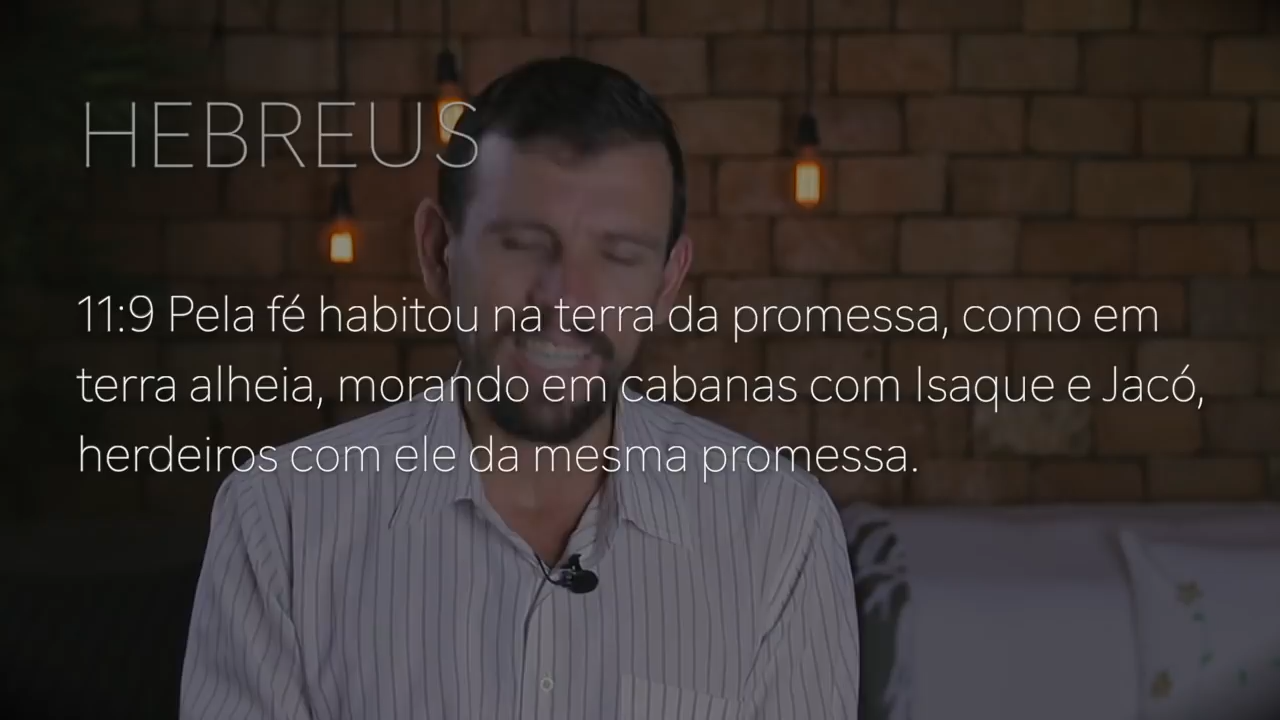 HEBREUS
11:9 Pela fé habitou na terra da promessa, como em
terra alheia, morando em cabanas com Isaque e Jacó,
herdeiros com ele da mesma promessa.